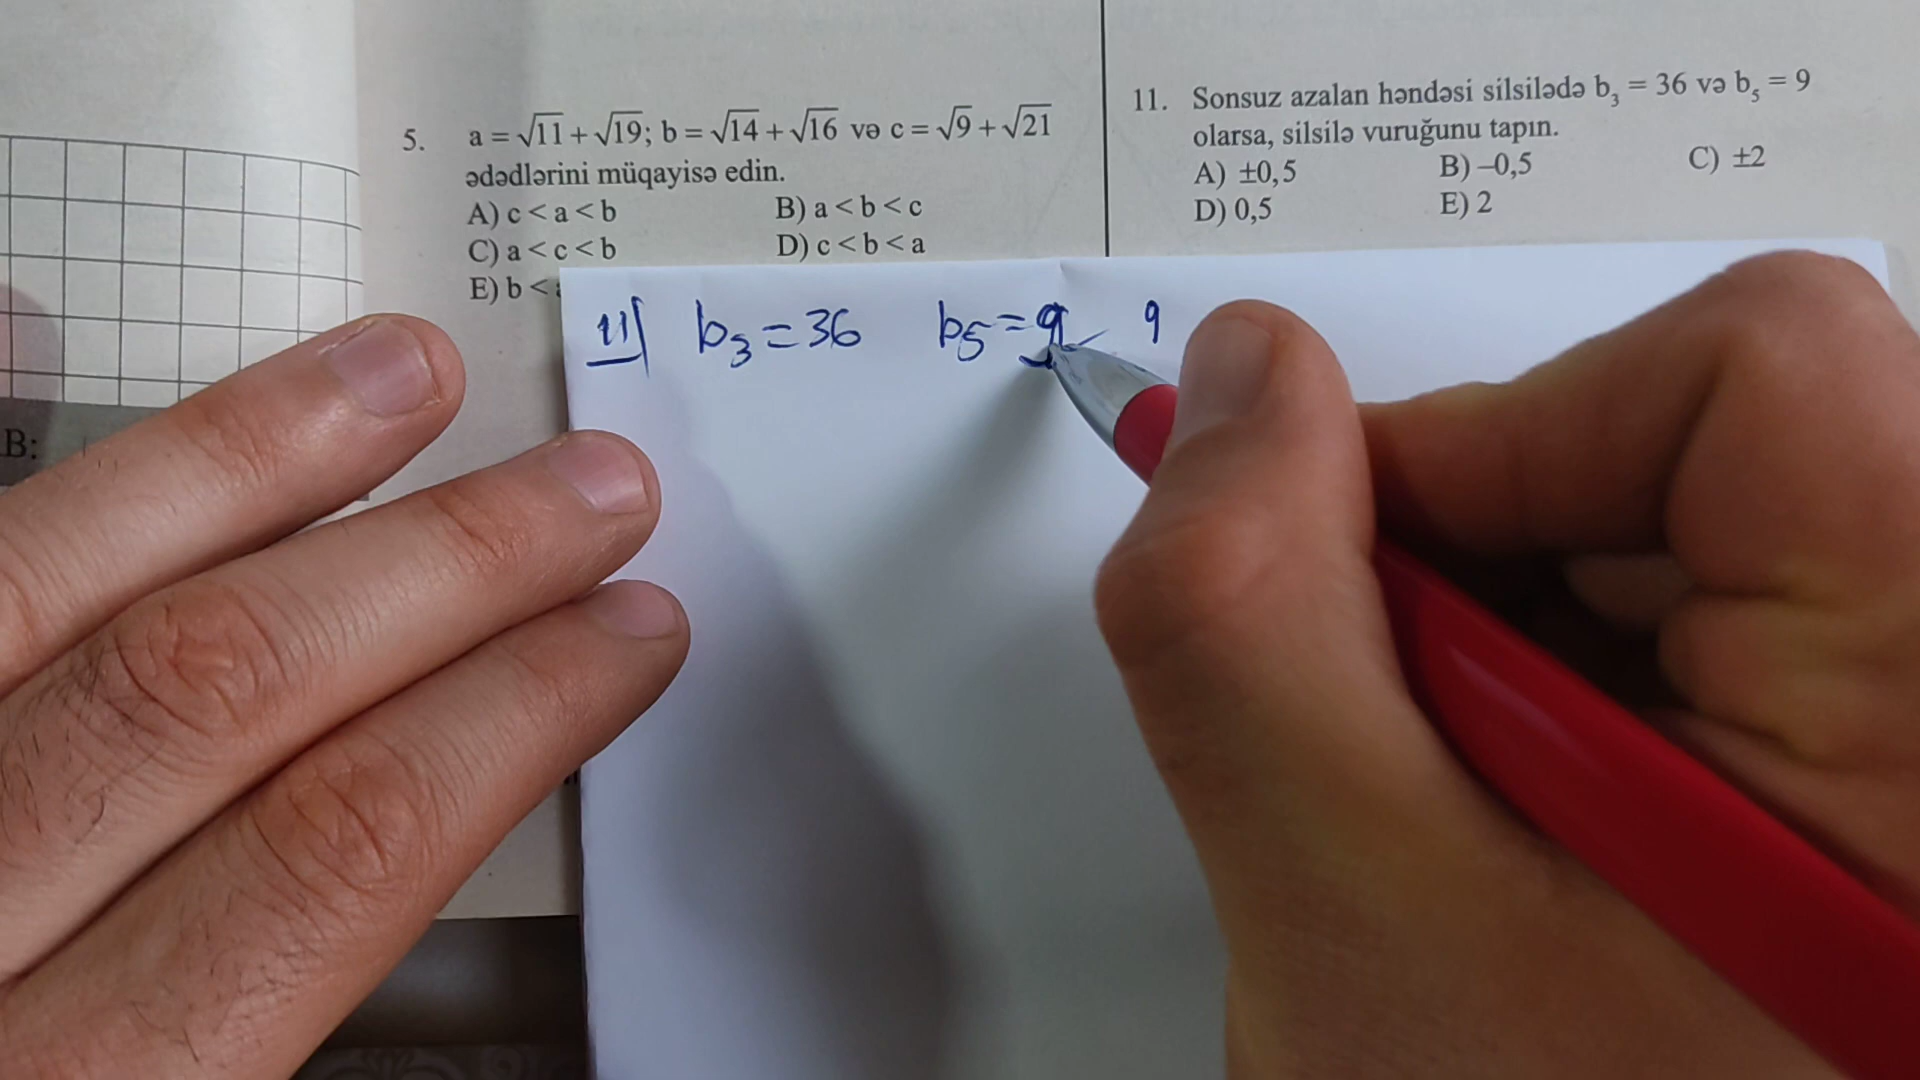 5. a = √11 + √19; b = √14 + √16 və c = √9 + √21
ədədlərini müqayisə edin.
A) c < a < b B) a < b < c
C) a < c < b D) c < b < a
E) b <
11. Sonsuz azalan həndəsi silsilədə b₃ = 36 və b₅ = 9
olarsa, silsilə vuruğunu tapın.
A) ±0,5 B) –0,5 C) ±2
D) 0,5 E) 2
B:
11 b₃ = 36 b₅ = 9 9